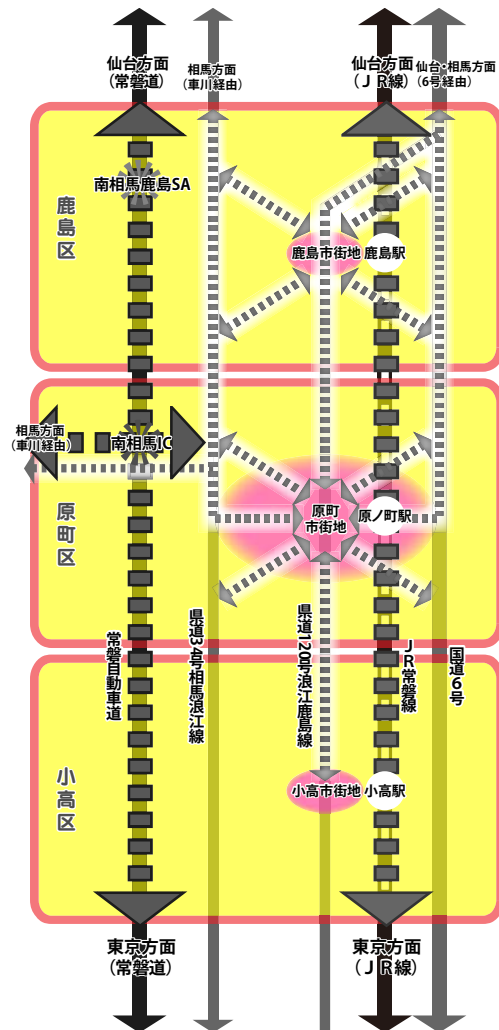 仙台方面
（常磐道）
相馬方面
（車川経由）
仙台方面
（ＪＲ線）
仙台・相馬方面
（6号経由）
南相馬鹿島SA
鹿島区
鹿島市街地
鹿島駅
相馬方面
（車川経由）
南相馬IC
原町区
原町
市街地
原ノ町駅
常磐自動車道
県道34号相馬浪江線
県道120号浪江鹿島線
ＪＲ常磐線
国道６号
小高区
小高市街地
小高駅
東京方面
（常磐道）
東京方面
（ＪＲ線）